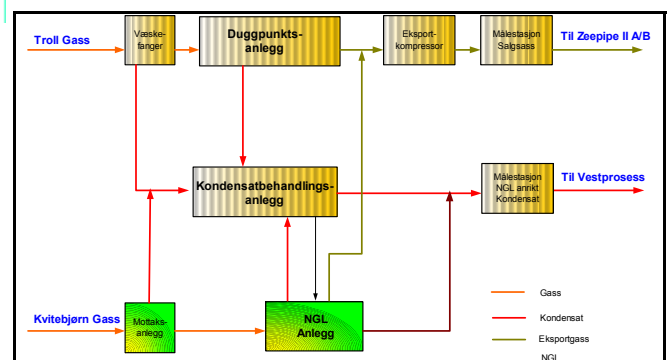 Troll Gass
Væske-
fanger
Duggpunkts-
anlegg
Eksport-
kompressor
Målestasjon
Salgsass
Til Zeepipe II A/B
Kondensatbehandlings-
anlegg
Målestasjon
NGL anrikt
Kondensat
Til Vestprosess
Kvitebjørn Gass
Mottaks-
anlegg
NGL
Anlegg
Gass
Kondensat
Eksportgass
NGL